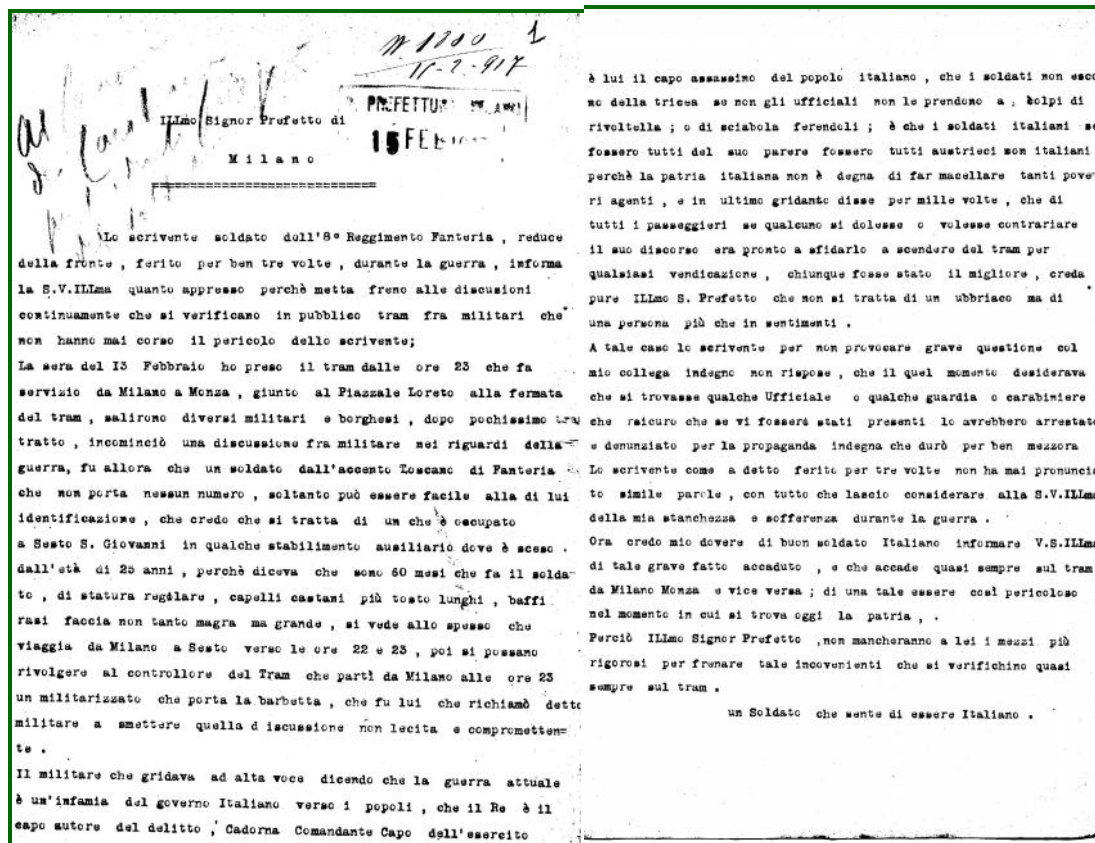 N 1800
1
15-2-917
PREFETTURA MILANO
15 FEB
ILLmo Signor Prefetto di
Milano
========================
Lo scrivente soldato dell'8° Reggimento Fanteria , reduce
della fronte , ferito per ben tre volte , durante la guerra , informa
la S.V.ILLma quanto appresso perchè metta freno alle discusioni
continuamente che si verificano in pubblico tram fra militari che
non hanno mai corso il pericolo dello scrivente;
La sera del I3 Febbraio ho preso il tram dalle ore 23 che fa
servizio da Milano a Monza , giunto al Piazzale Loreto alla fermata
del tram , salirono diversi militari e borghesi , dopo pochissimo tra
tratto , incominciò una discussione fra militare nei riguardi della=
guerra, fu allora che un soldato dall'accento Toscano di Fanteria
che non porta nessun numero , soltanto può essere facile alla di lui
identificazione , che credo che si tratta di un che è occupato
a Sesto S. Giovanni in qualche stabilimento ausiliario dove è sceso .
dall'età di 25 anni , perchè diceva che sono 60 mesi che fa il solda=
to , di statura regolare , capelli castani più tosto lunghi , baffi
rasi faccia non tanto magra ma grande , si vede allo spesso che
viaggia da Milano a Sesto verso le ore 22 e 23 , poi si possano
rivolgere al controllore del Tram che partì da Milano alle ore 23
un militarizzato che porta la barbetta , che fu lui che richiamò detto
militare a smettere quella d iscussione non lecita e compromotten=
te .
Il militare che gridava ad alta voce dicendo che la guerra attuale
è un'infamia del governo Italiano verso i popoli , che il Re è il
capo autore del delitto , Cadorna Comandante Capo dell'esercito
è lui il capo assassino del popolo italiano , che i soldati non esco
no della tricea se non gli ufficiali non le prendono a , colpi di
rivoltella ; o di sciabola ferendoli ; è che i soldati italiani se
fossero tutti del suo parere fossero tutti austrieci non italiani
perchè la patria italiana non è degna di far macellare tanti pove
ri agenti , e in ultimo gridante disse per mille volte , che di
tutti i passeggieri se qualcuno si dolesse o volesse contrariare
il suo discorso era pronto a sfidarlo a scendere del tram per
qualsiasi vendicazione , chiunque fosse stato il migliore , creda
pure ILLmo S. Prefetto che non si tratta di un ubbriaco ma di
una persona più che in sentimenti .
A tale caso lo scrivente per non provocare grave questione col
mio collega indegno non rispose , che il quel momento desiderava
che si trovasse qualche Ufficiale o qualche guardia o carabiniere
che rsicuro che se vi fossero stati presenti lo avrebbero arrestato
e denunziato per la propaganda indegna che durò per ben mezzora
Lo scrivente come a detto ferito per tre volte non ha mai pronuncia
to simile parole , con tutto che lascio considerare alla S.V.ILLma
della mia stanchezza e sofferenza durante la guerra .
Ora credo mio dovere di buon soldato Italiano informare V.S.ILLma
di tale grave fatto accaduto , e che accade quasi sempre sul tram
da Milano Monza e vice versa ; di una tale essere così pericoloso
nel momento in cui si trova oggi la patria , .
Perciò ILLmo Signor Prefetto ,non mancheranno a lei i mezzi più
rigorosi per frenare tale incovenienti che si verifichino quasi
sempre sul tram .
un Soldato che sente di essere Italiano .